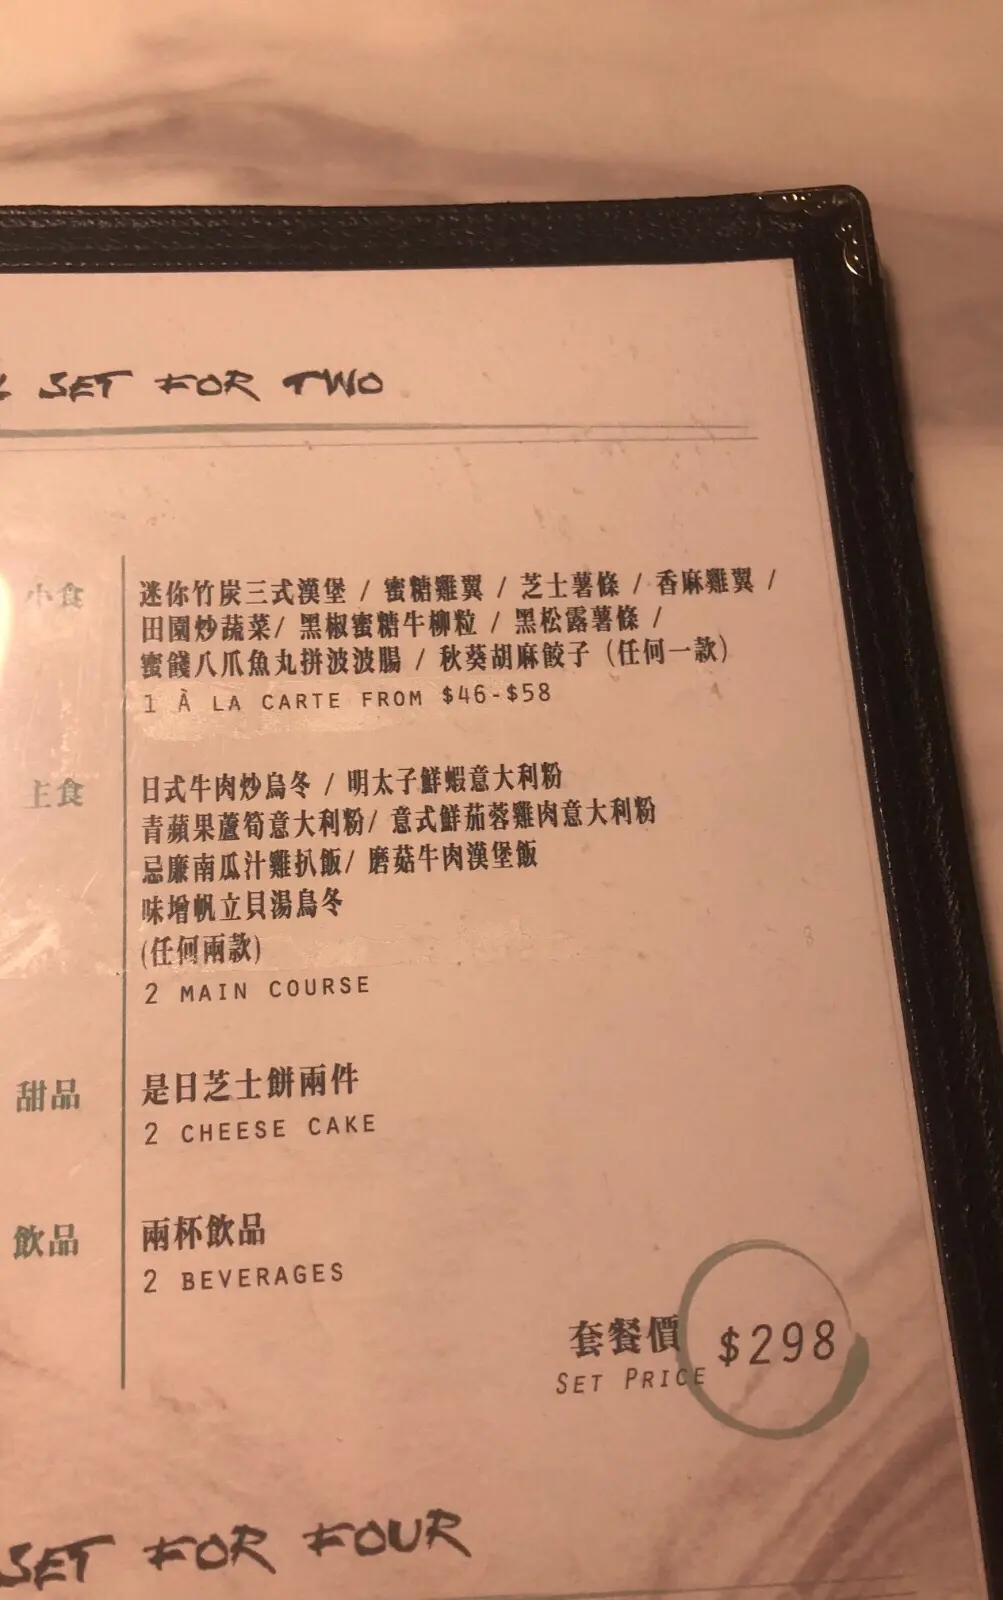 SET FOR TWO
小食
迷你竹炭三式漢堡 / 蜜糖雞翼 / 芝士薯條 / 香麻雞翼 /
田園炒蔬菜/ 黑椒蜜糖牛柳粒 / 黑松露薯條 /
蜜餞八爪魚丸拼波波腸 / 秋葵胡麻餃子 (任何一款)
1 À LA CARTE FROM $46-$58
主食
日式牛肉炒烏冬 / 明太子鮮蝦意大利粉
青蘋果蘆筍意大利粉/ 意式鮮茄蓉雞肉意大利粉
忌廉南瓜汁雞扒飯/ 磨菇牛肉漢堡飯
味增帆立貝湯烏冬
(任何兩款)
2 MAIN COURSE
甜品
是日芝士餅兩件
2 CHEESE CAKE
飲品
兩杯飲品
2 BEVERAGES
套餐價 $298
SET PRICE
SET FOR FOUR